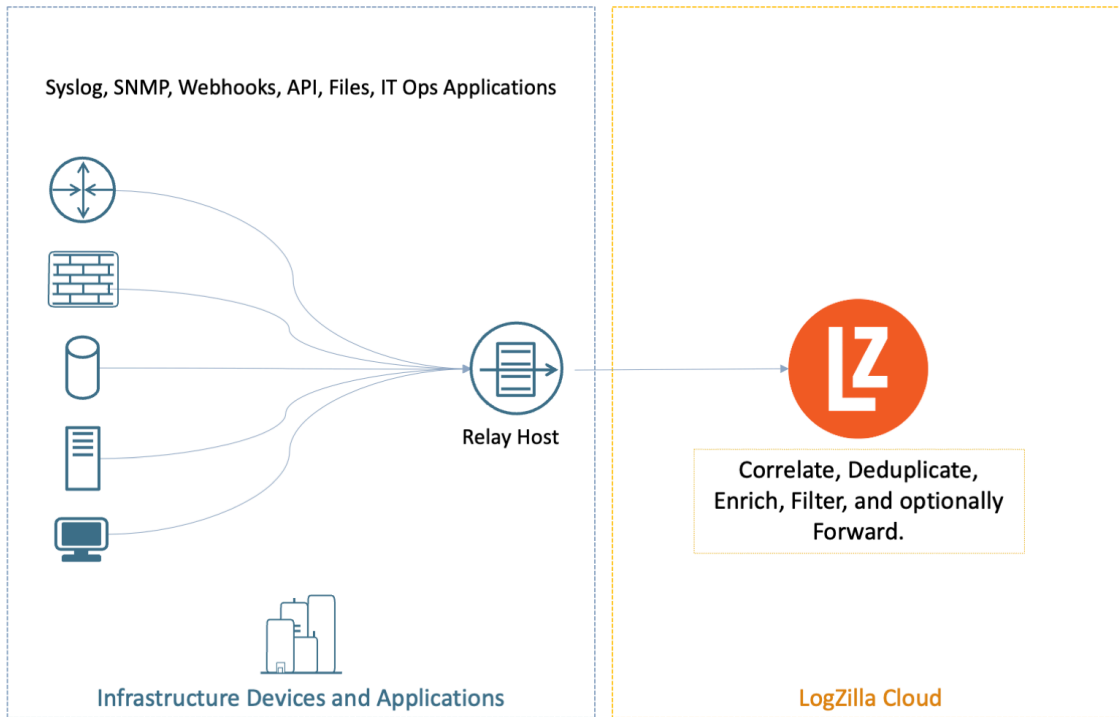 Syslog, SNMP, Webhooks, API, Files, IT Ops Applications
Relay Host
LZ
Correlate, Deduplicate,
Enrich, Filter, and optionally
Forward.
Infrastructure Devices and Applications
LogZilla Cloud